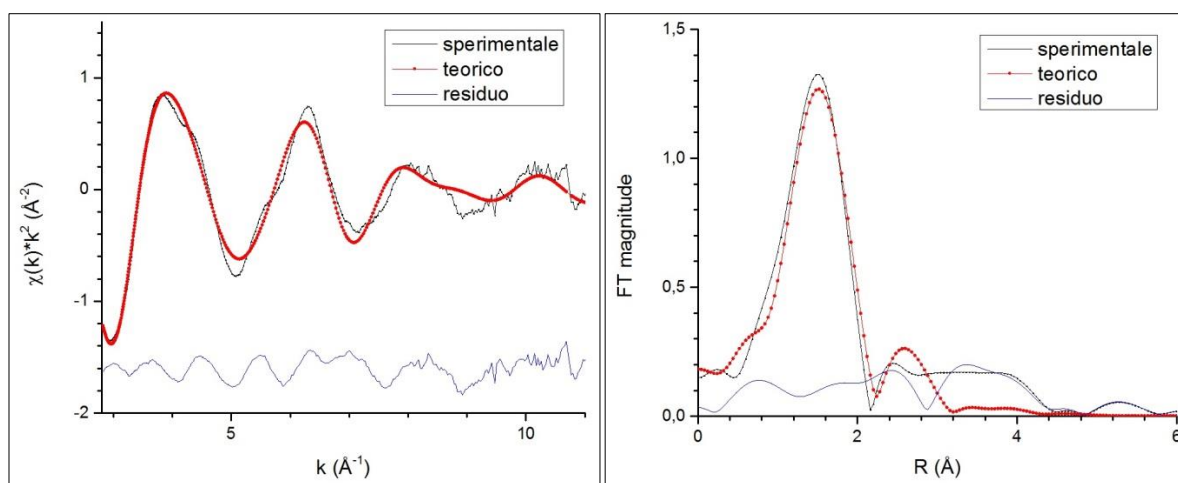 sperimentale
teorico
residuo
1
0
-1
-2
χ(k)*k² (Å⁻²)
5
10
k (Å⁻¹)
1,5
1,0
0,5
0,0
FT magnitude
sperimentale
teorico
residuo
0
2
4
6
R (Å)